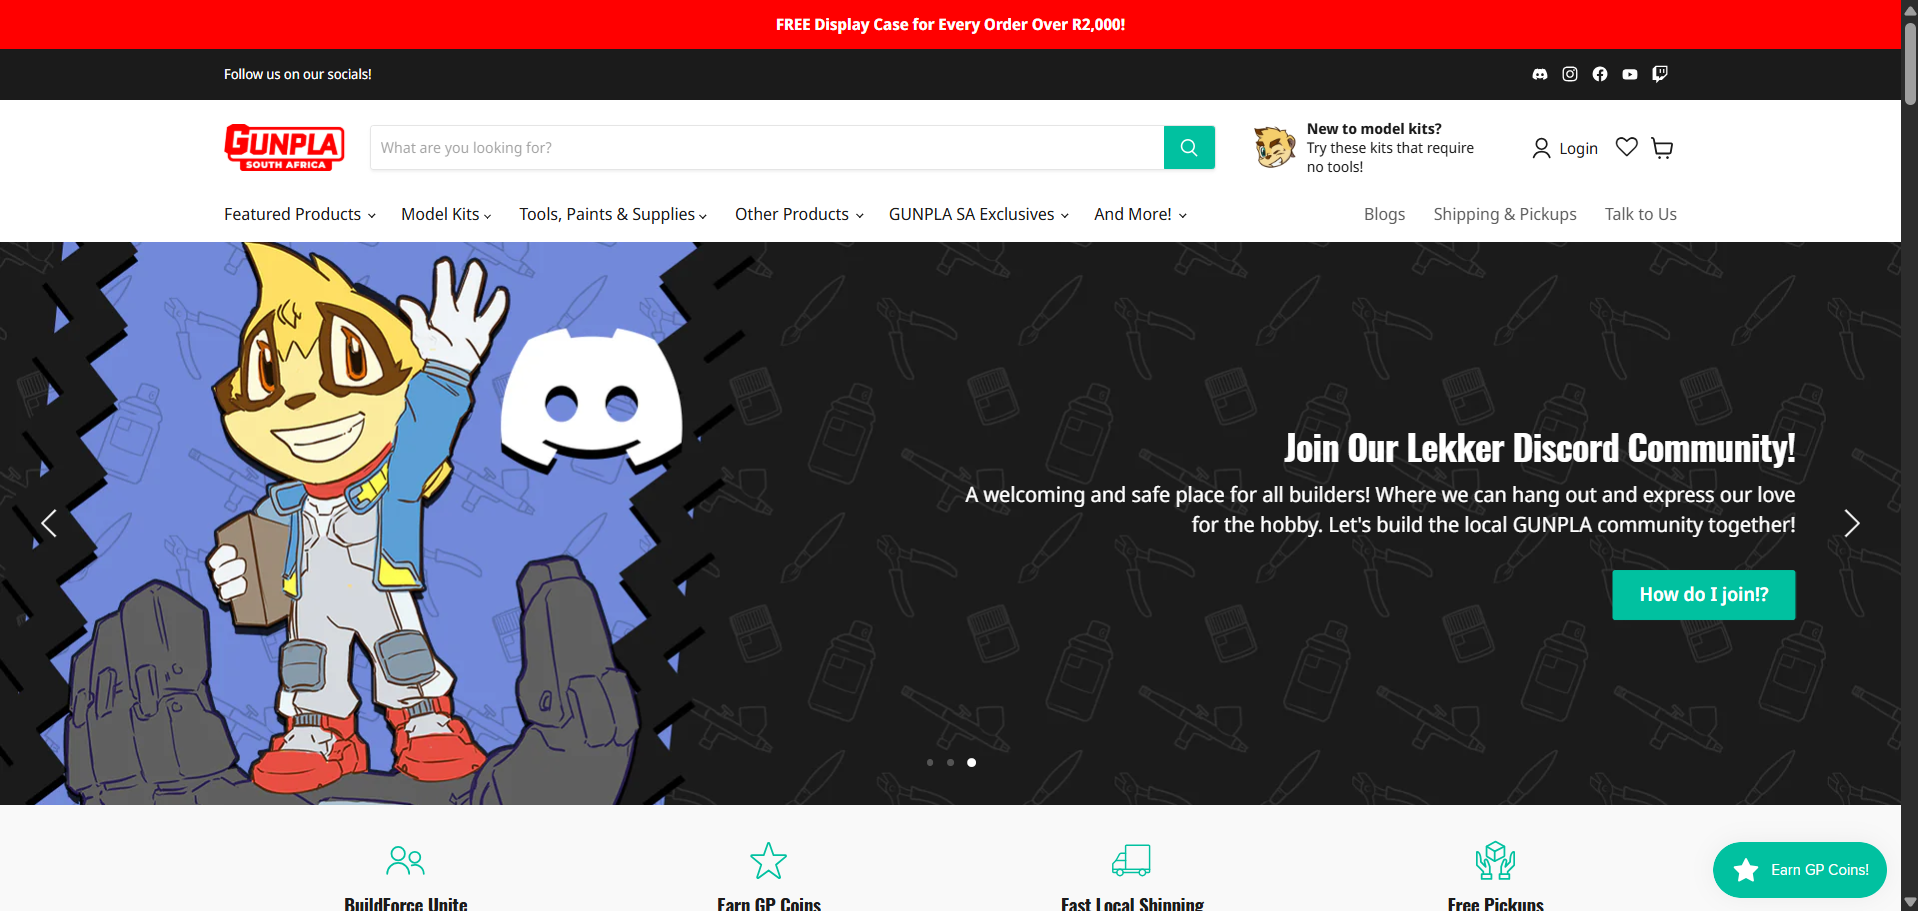 FREE Display Case for Every Order Over R2,000!
Follow us on our socials!
GUNPLA
SOUTH AFRICA
What are you looking for?
New to model kits?
Try these kits that require
no tools!
Login
Featured Products
Model Kits
Tools, Paints & Supplies
Other Products
GUNPLA SA Exclusives
And More!
Blogs
Shipping & Pickups
Talk to Us
Join Our Lekker Discord Community!
A welcoming and safe place for all builders! Where we can hang out and express our love
for the hobby. Let's build the local GUNPLA community together!
How do I join!?
BuildForce Unite
Earn GP Coins
Fast Local Shipping
Free Pickups
Earn GP Coins!